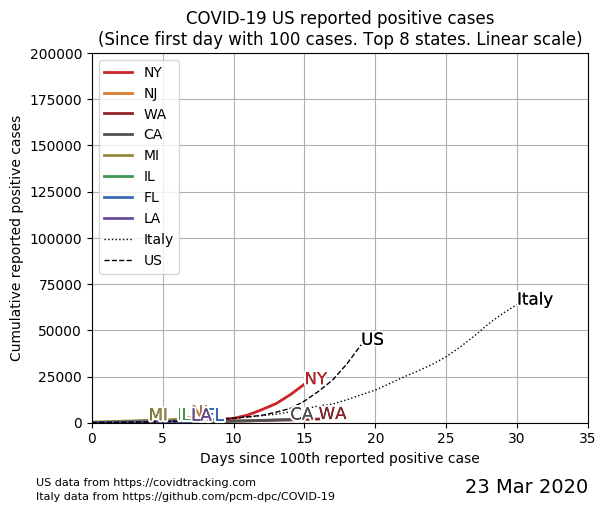 COVID-19 US reported positive cases
(Since first day with 100 cases. Top 8 states. Linear scale)
Cumulative reported positive cases
200000
175000
150000
125000
100000
75000
50000
25000
0
NY
NJ
WA
CA
MI
IL
FL
LA
Italy
US
Italy
US
NY
CA
WA
MI
IL
NJ
LA
FL
0 5 10 15 20 25 30 35
Days since 100th reported positive case
US data from https://covidtracking.com
Italy data from https://github.com/pcm-dpc/COVID-19
23 Mar 2020